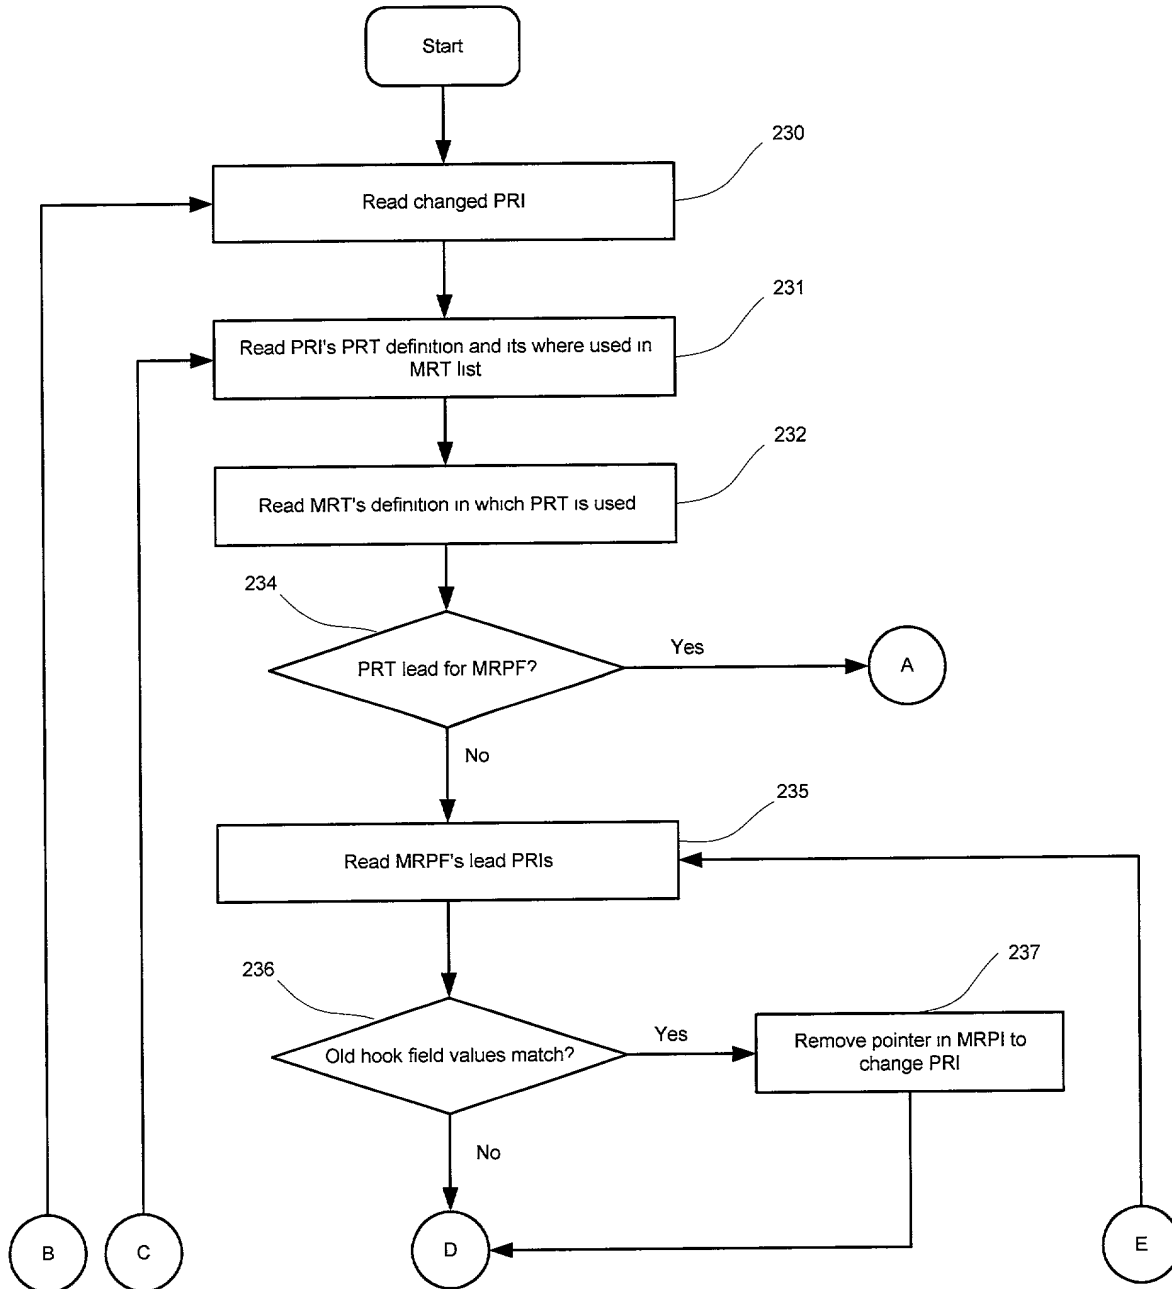 Start
230
Read changed PRI
231
Read PRI's PRT definition and its where used in
MRT list
232
Read MRT's definition in which PRT is used
234
PRT lead for MRPF?
Yes
A
No
235
Read MRPF's lead PRIs
236
Old hook field values match?
Yes
237
Remove pointer in MRPI to
change PRI
No
B
C
D
E